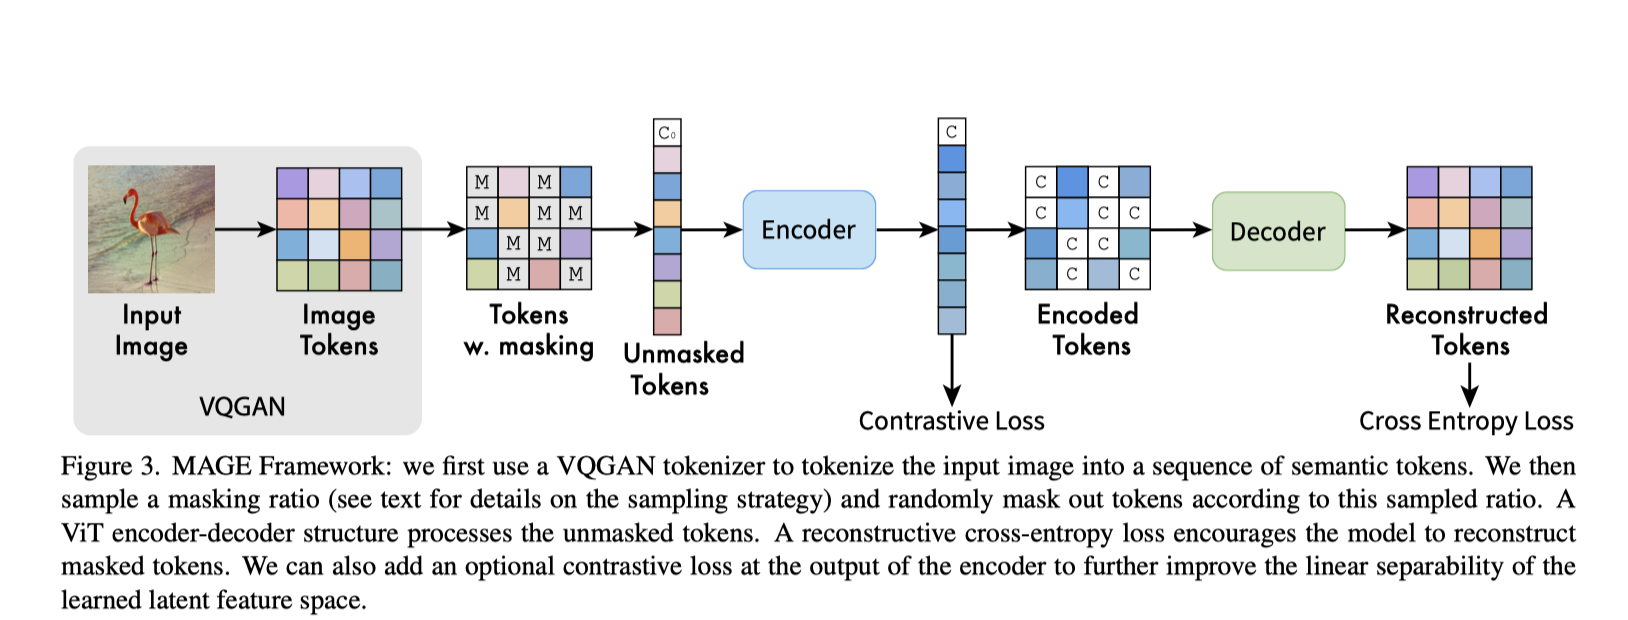 C₀
C
M M
M M M
M M
M M
C C
C C C
C C
C C
Encoder
Decoder
Input
Image
Image
Tokens
VQGAN
Tokens
w. masking
Unmasked
Tokens
Encoded
Tokens
Contrastive Loss
Reconstructed
Tokens
Cross Entropy Loss
Figure 3. MAGE Framework: we first use a VQGAN tokenizer to tokenize the input image into a sequence of semantic tokens. We then
sample a masking ratio (see text for details on the sampling strategy) and randomly mask out tokens according to this sampled ratio. A
ViT encoder-decoder structure processes the unmasked tokens. A reconstructive cross-entropy loss encourages the model to reconstruct
masked tokens. We can also add an optional contrastive loss at the output of the encoder to further improve the linear separability of the
learned latent feature space.